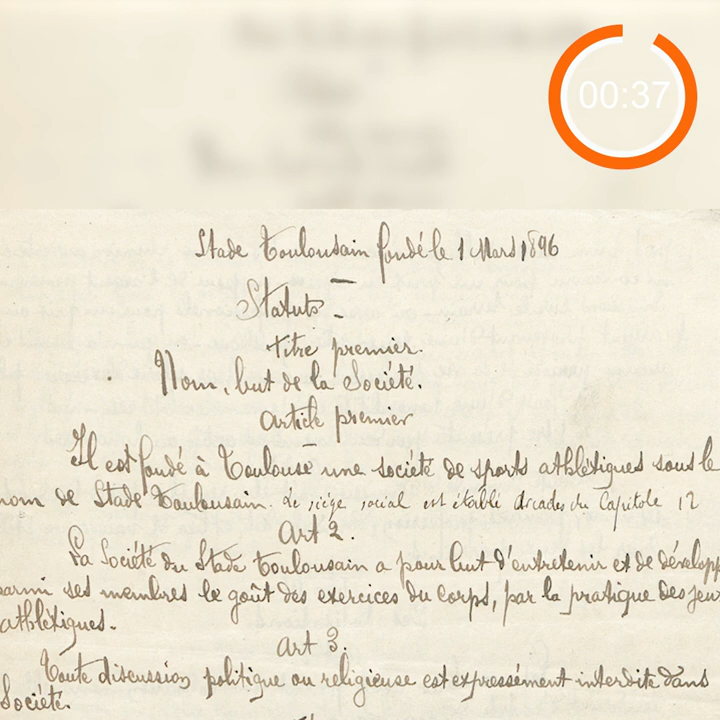 00:37
Stade Toulousain fondé le 1 Mars 1896
Statuts
titre premier.
Nom, but de la Société.
Article premier
Il est fondé à Toulouse une société de sports athlétiques sous le
nom de Stade Toulousain. Le siège social est établi Arcades du Capitole 12
Art 2.
La Société du Stade toulousain a pour but d'entretenir et de dévelop
parmi ses membres le goût des exercices du corps, par la pratique des jeu
athlétiques.
Art 3.
Toute discussion politique ou religieuse est expressément interdite dans
Société.